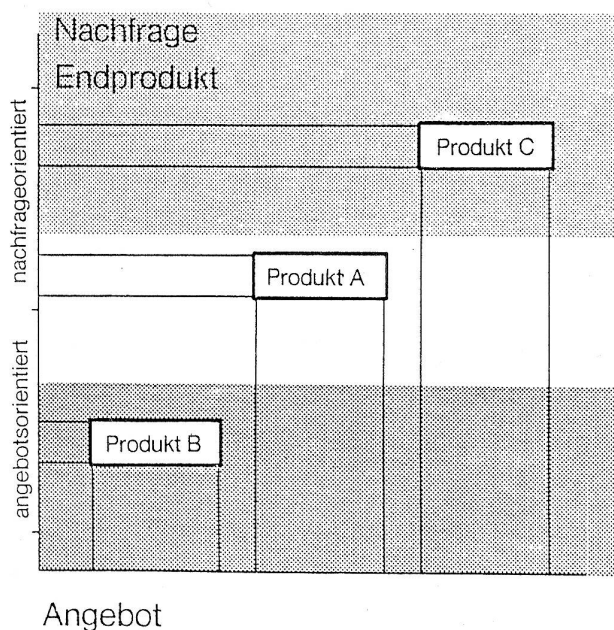 Nachfrage
Endprodukt
nachfrageorientiert
Produkt C
Produkt A
angebotsorientiert
Produkt B
Angebot